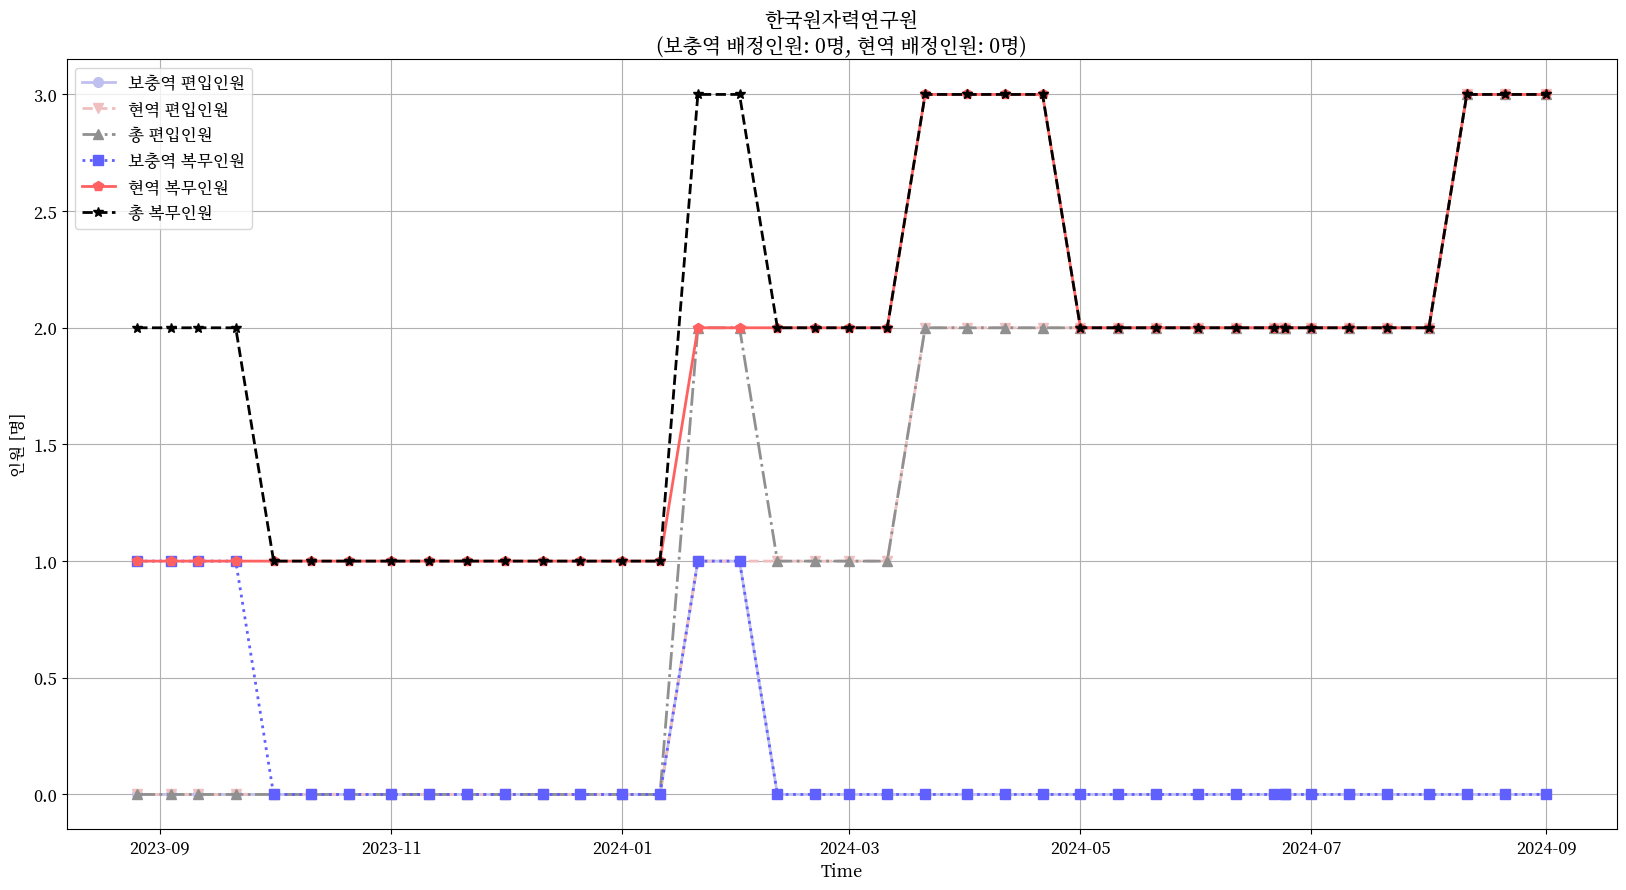 한국원자력연구원
(보충역 배정인원: 0명, 현역 배정인원: 0명)
보충역 편입인원
현역 편입인원
총 편입인원
보충역 복무인원
현역 복무인원
총 복무인원
3.0
2.5
2.0
1.5
1.0
0.5
0.0
인원 [명]
2023-09
2023-11
2024-01
2024-03
2024-05
2024-07
2024-09
Time